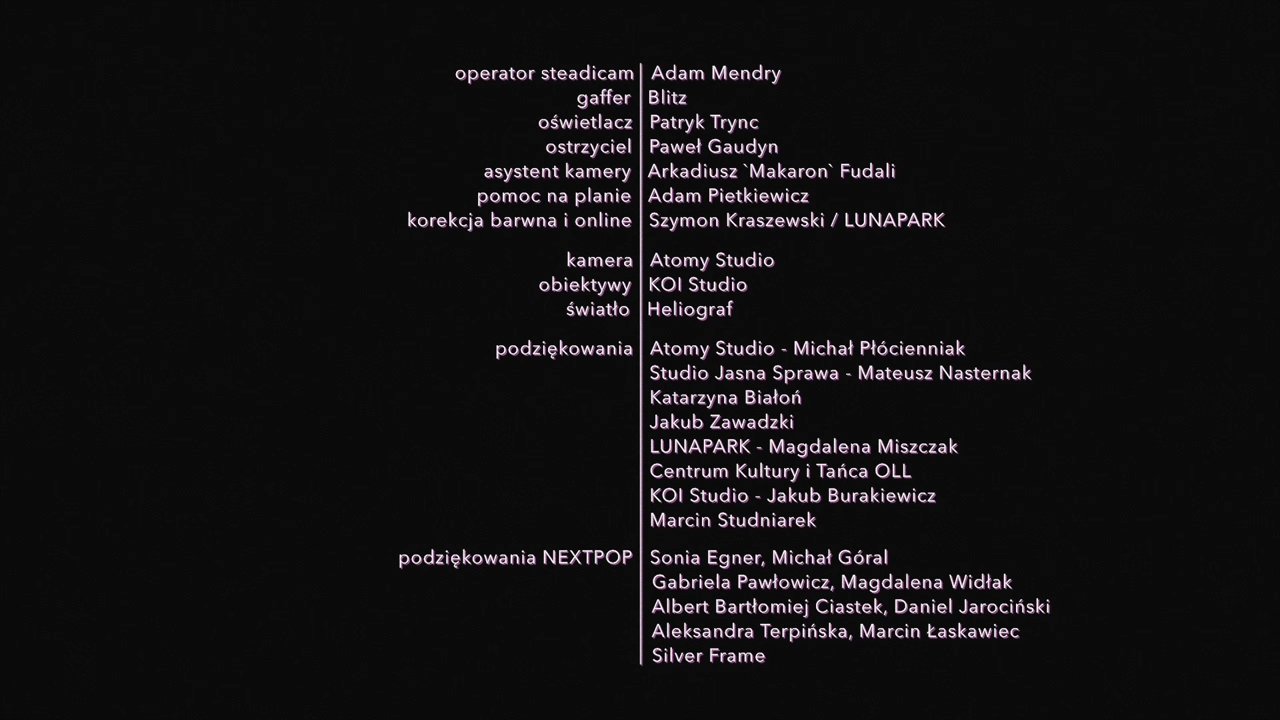 operator steadicam Adam Mendry
gaffer Blitz
oświetlacz Patryk Trync
ostrzyciel Paweł Gaudyn
asystent kamery Arkadiusz `Makaron` Fudali
pomoc na planie Adam Pietkiewicz
korekcja barwna i online Szymon Kraszewski / LUNAPARK
kamera Atomy Studio
obiektywy KOI Studio
światło Heliograf
podziękowania Atomy Studio - Michał Płócienniak
Studio Jasna Sprawa - Mateusz Nasternak
Katarzyna Białoń
Jakub Zawadzki
LUNAPARK - Magdalena Miszczak
Centrum Kultury i Tańca OLL
KOI Studio - Jakub Burakiewicz
Marcin Studniarek
podziękowania NEXTPOP Sonia Egner, Michał Góral
Gabriela Pawłowicz, Magdalena Widłak
Albert Bartłomiej Ciastek, Daniel Jarociński
Aleksandra Terpińska, Marcin Łaskawiec
Silver Frame